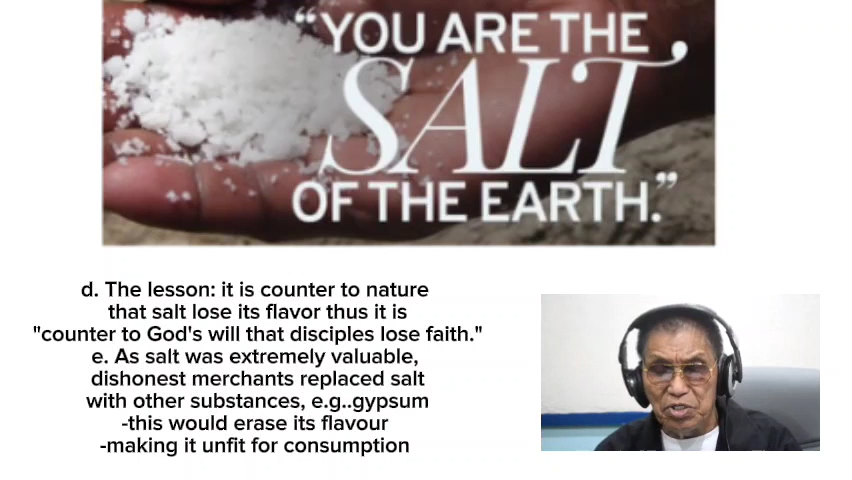 “YOU ARE THE
SALT
OF THE EARTH.”
d. The lesson: it is counter to nature
that salt lose its flavor thus it is
"counter to God's will that disciples lose faith."
e. As salt was extremely valuable,
dishonest merchants replaced salt
with other substances, e.g..gypsum
-this would erase its flavour
-making it unfit for consumption